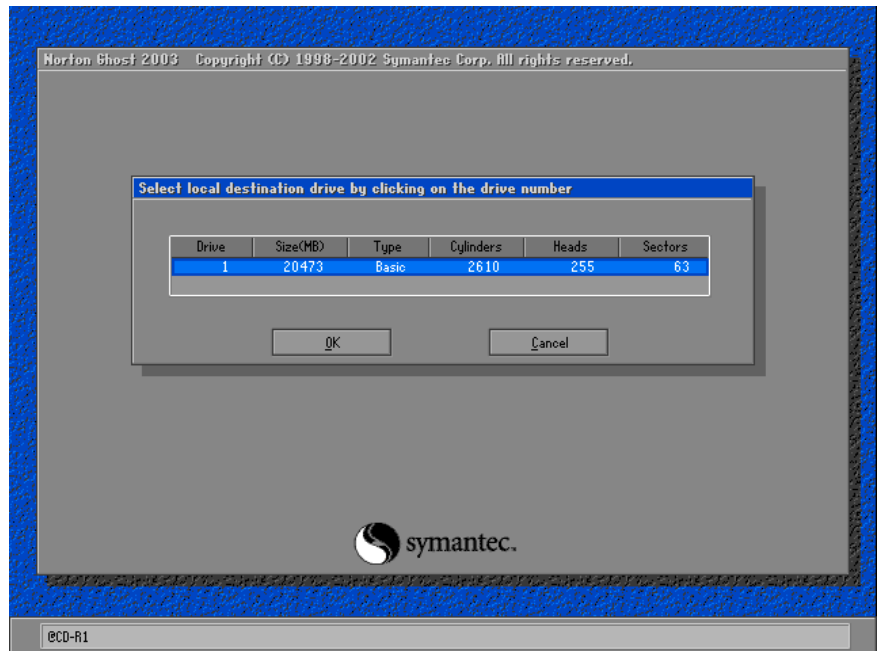 Norton Ghost 2003 Copyright (C) 1998-2002 Symantec Corp. All rights reserved.
Select local destination drive by clicking on the drive number
Drive Size(MB) Type Cylinders Heads Sectors
1 20473 Basic 2610 255 63
OK Cancel
symantec.
@CD-R1